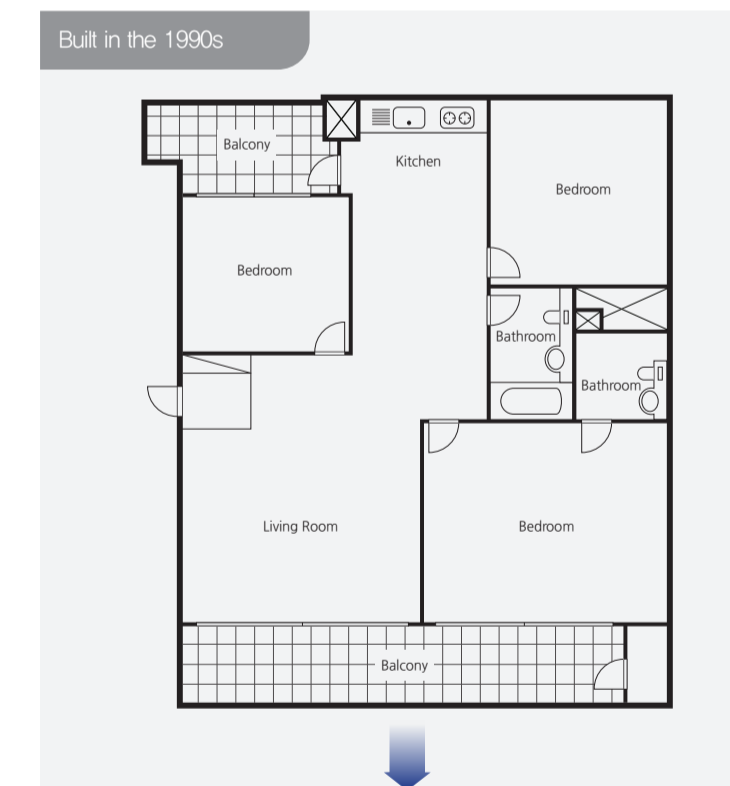 Built in the 1990s
Balcony
Kitchen
Bedroom
Bedroom
Bathroom
Bathroom
Living Room
Bedroom
Balcony